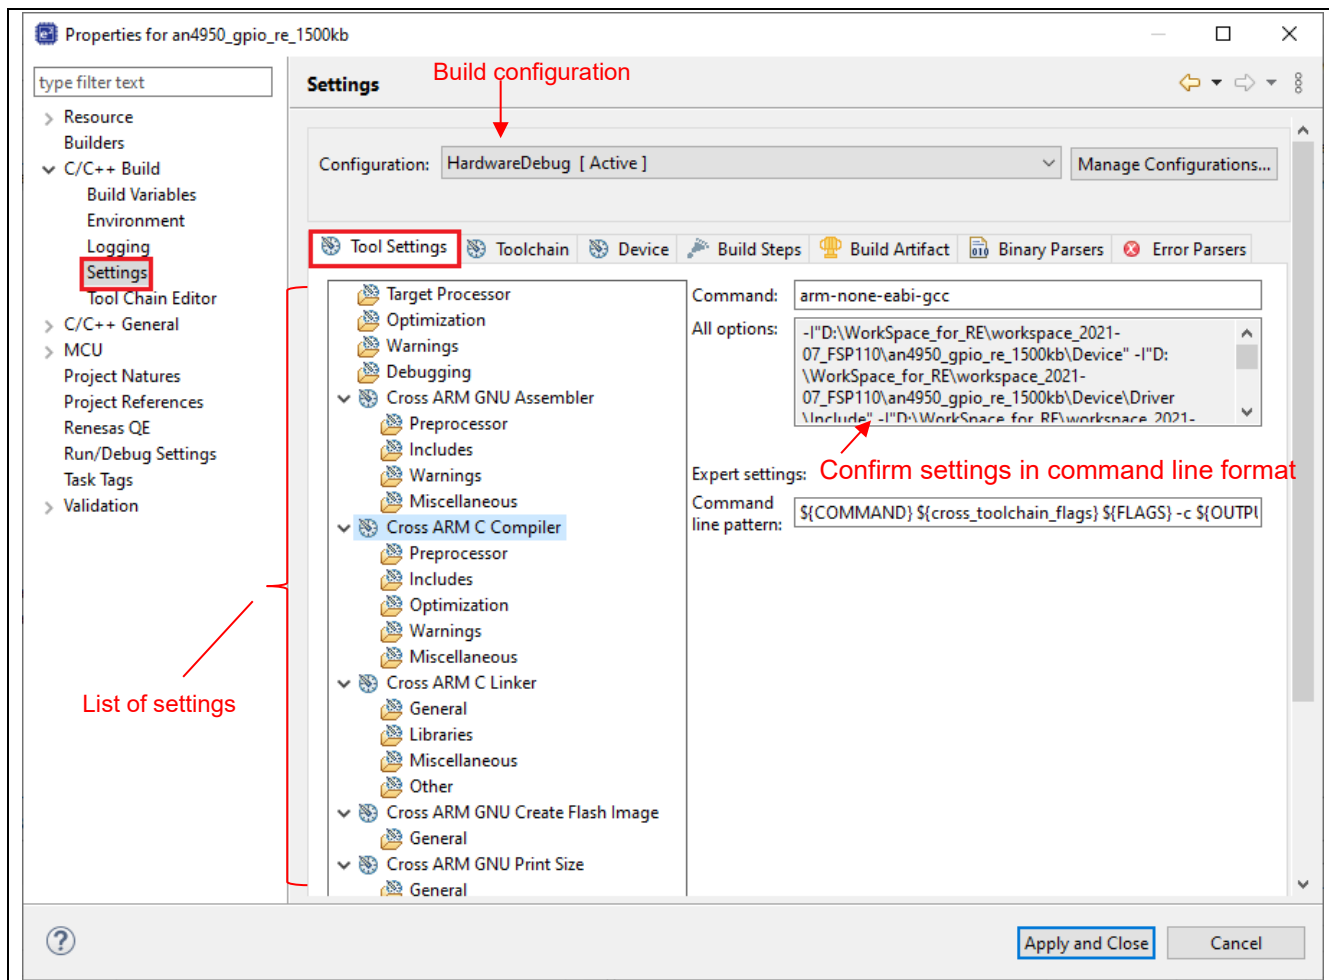 Properties for an4950_gpio_re_1500kb
type filter text
Resource
Builders
C/C++ Build
Build Variables
Environment
Logging
Settings
Tool Chain Editor
C/C++ General
MCU
Project Natures
Project References
Renesas QE
Run/Debug Settings
Task Tags
Validation
List of settings
Settings
Build configuration
Configuration:
HardwareDebug [ Active ]
Manage Configurations...
Tool Settings
Toolchain
Device
Build Steps
Build Artifact
Binary Parsers
Error Parsers
Target Processor
Optimization
Warnings
Debugging
Cross ARM GNU Assembler
Preprocessor
Includes
Warnings
Miscellaneous
Cross ARM C Compiler
Preprocessor
Includes
Optimization
Warnings
Miscellaneous
Cross ARM C Linker
General
Libraries
Miscellaneous
Other
Cross ARM GNU Create Flash Image
General
Cross ARM GNU Print Size
General
Command:
arm-none-eabi-gcc
All options:
-I"D:\WorkSpace_for_RE\workspace_2021-
07_FSP110\an4950_gpio_re_1500kb\Device" -I"D:
\WorkSpace_for_RE\workspace_2021-
07_FSP110\an4950_gpio_re_1500kb\Device\Driver
\Include" -I"D:\WorkSpace_for_RE\workspace_2021-
Confirm settings in command line format
Expert settings:
Command
line pattern:
${COMMAND} ${cross_toolchain_flags} ${FLAGS} -c ${OUTPU
Apply and Close
Cancel